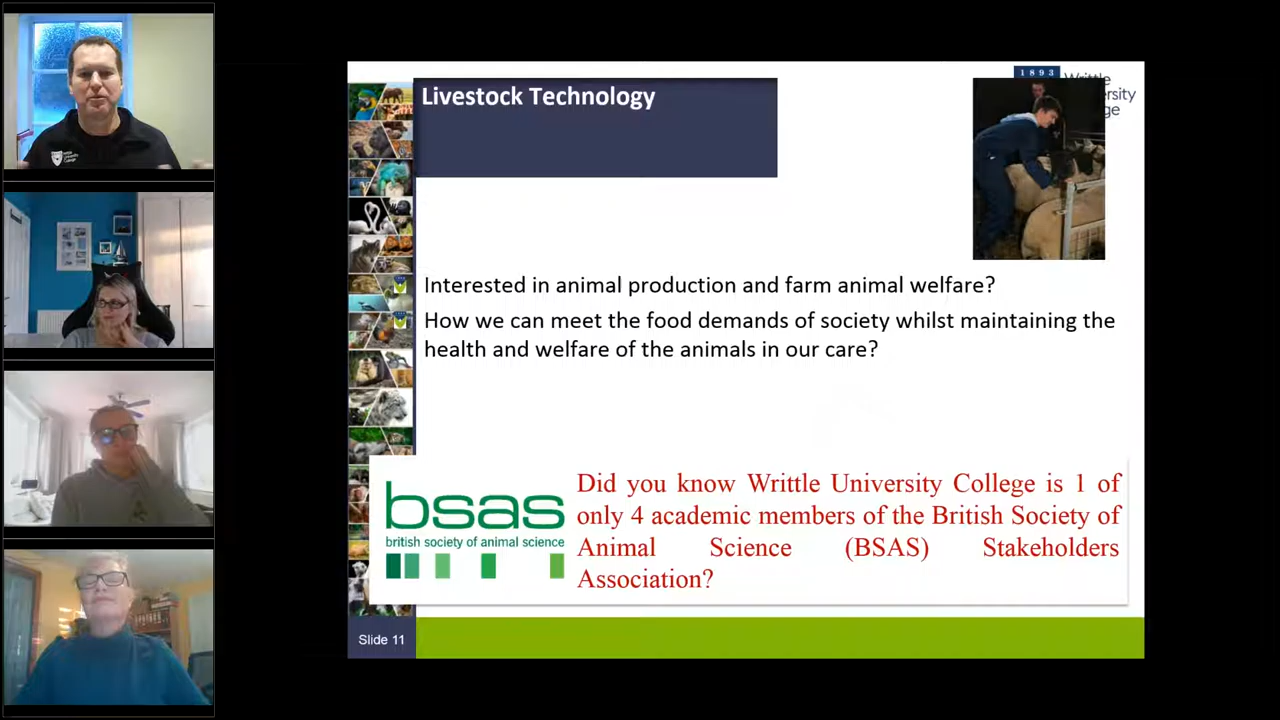 Livestock Technology
1893
Writtle
ersity
ge
Interested in animal production and farm animal welfare?
How we can meet the food demands of society whilst maintaining the
health and welfare of the animals in our care?
bsas
british society of animal science
Did you know Writtle University College is 1 of
only 4 academic members of the British Society of
Animal Science (BSAS) Stakeholders
Association?
Slide 11